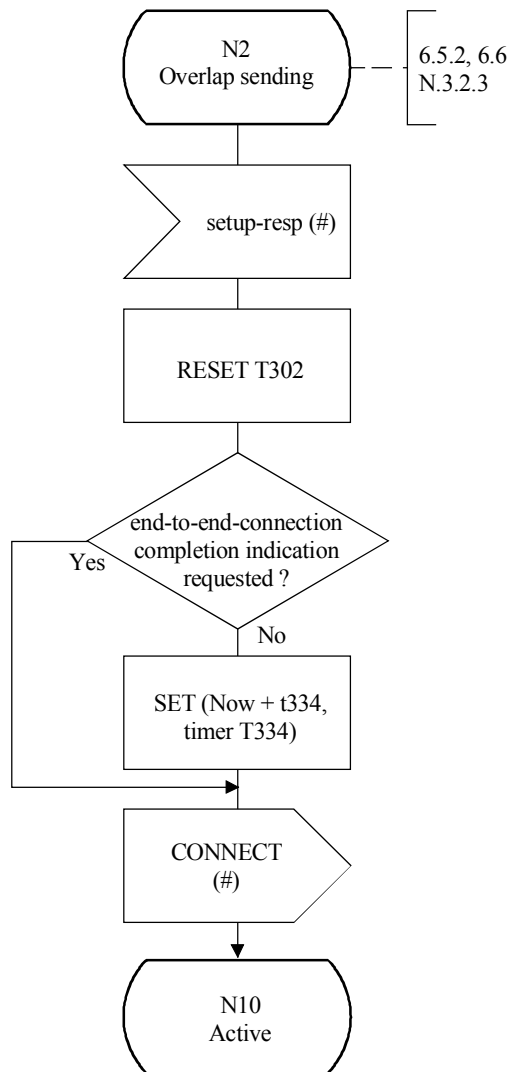 N2
Overlap sending
6.5.2, 6.6
N.3.2.3
setup-resp (#)
RESET T302
end-to-end-connection
completion indication
requested ?
Yes
No
SET (Now + t334,
timer T334)
CONNECT
(#)
N10
Active